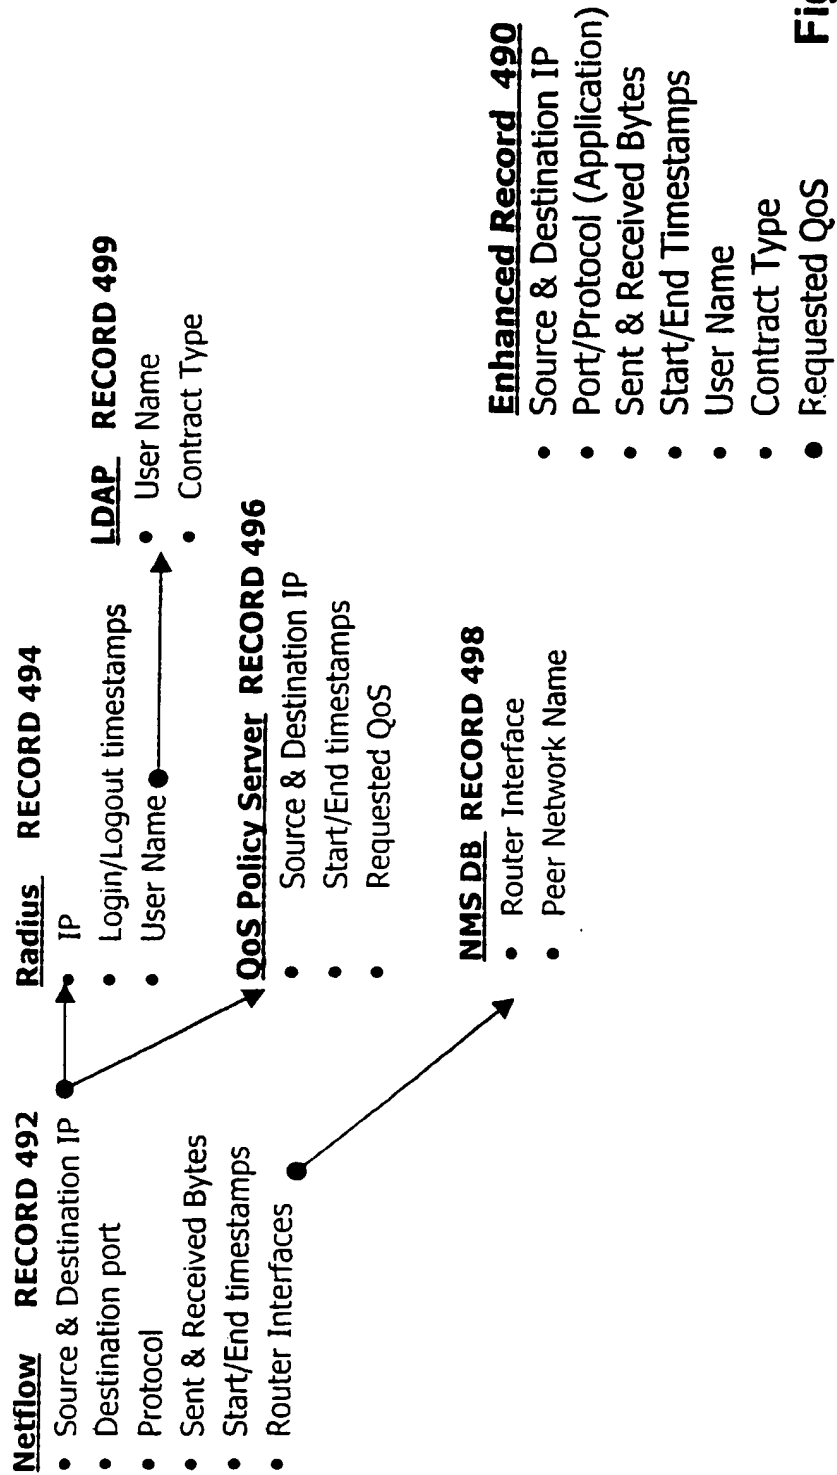 Netflow RECORD 492
• Source & Destination IP
• Destination port
• Protocol
• Sent & Received Bytes
• Start/End timestamps
• Router Interfaces
Radius RECORD 494
• IP
• Login/Logout timestamps
• User Name
LDAP RECORD 499
• User Name
• Contract Type
QoS Policy Server RECORD 496
• Source & Destination IP
• Start/End timestamps
• Requested QoS
NMS DB RECORD 498
• Router Interface
• Peer Network Name
Enhanced Record 490
• Source & Destination IP
• Port/Protocol (Application)
• Sent & Received Bytes
• Start/End Timestamps
• User Name
• Contract Type
• Requested QoS